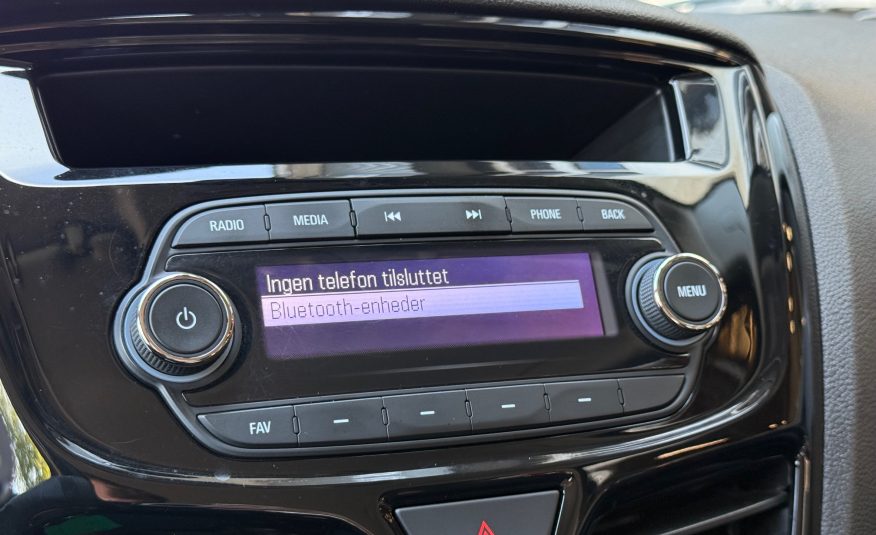 RADIO MEDIA PHONE BACK
Ingen telefon tilsluttet
Bluetooth-enheder
MENU
FAV